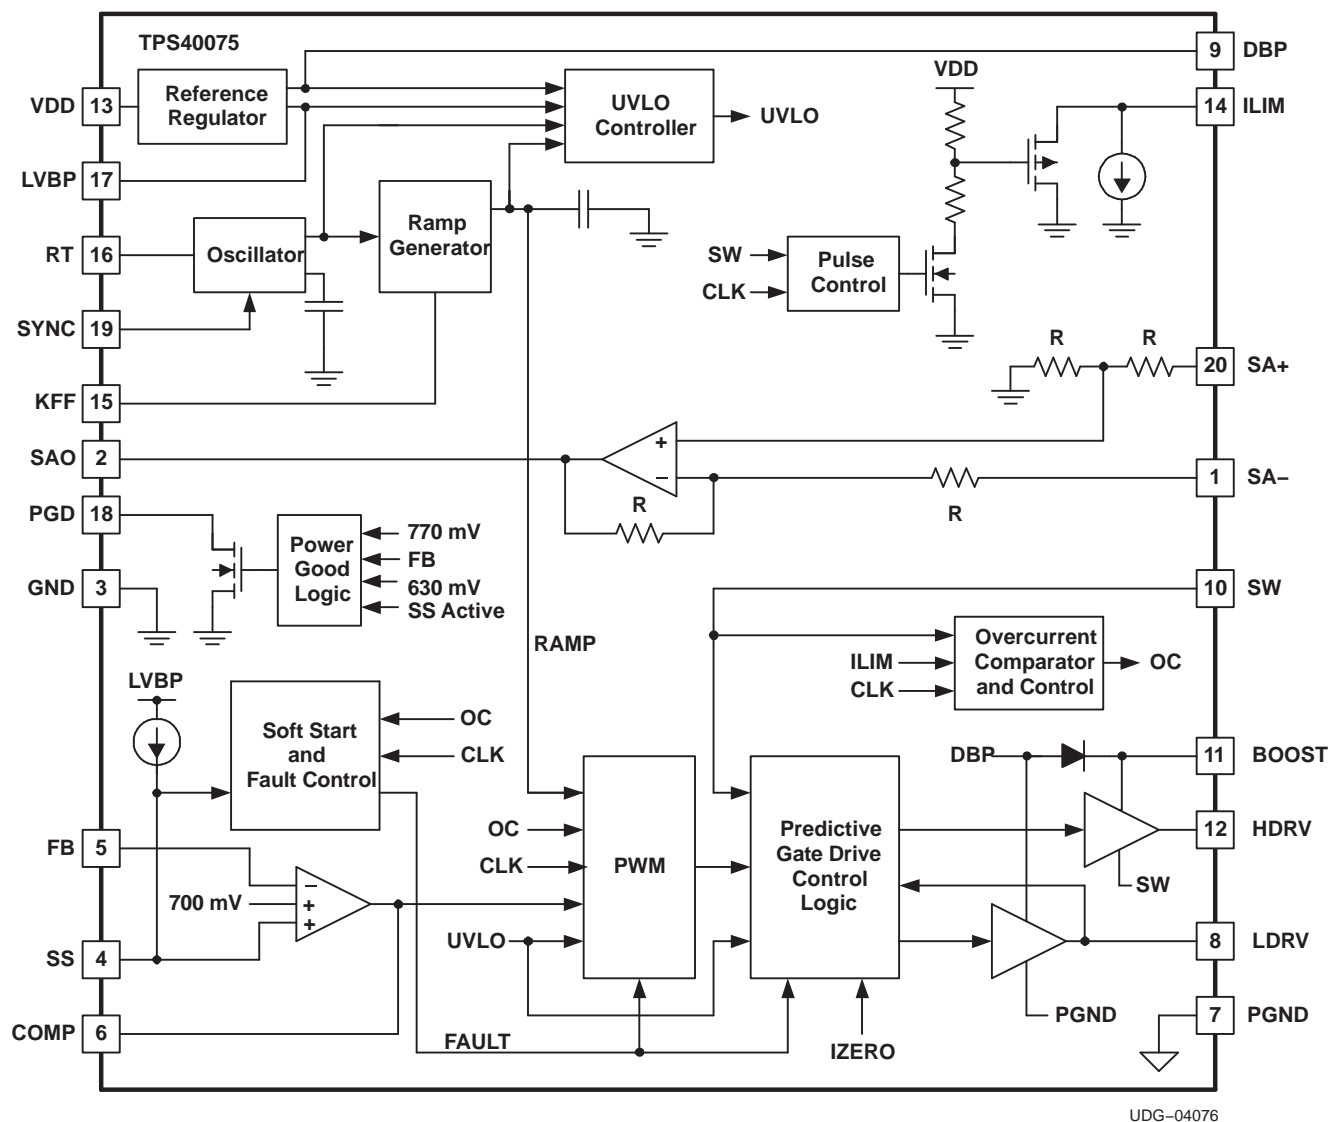 TPS40075
9 DBP
VDD 13
Reference
Regulator
UVLO
Controller
UVLO
VDD
14 ILIM
LVBP 17
RT 16
Oscillator
Ramp
Generator
SW
CLK
Pulse
Control
SYNC 19
R
R
20 SA+
KFF 15
SAO 2
+
−
1 SA−
R
R
PGD 18
Power
Good
Logic
770 mV
FB
630 mV
SS Active
GND 3
10 SW
RAMP
Overcurrent
Comparator
and Control
ILIM
CLK
OC
LVBP
Soft Start
and
Fault Control
OC
CLK
DBP
11 BOOST
OC
CLK
PWM
Predictive
Gate Drive
Control
Logic
12 HDRV
SW
FB 5
−
+
+
700 mV
UVLO
8 LDRV
SS 4
PGND
7 PGND
COMP 6
FAULT
IZERO
UDG−04076